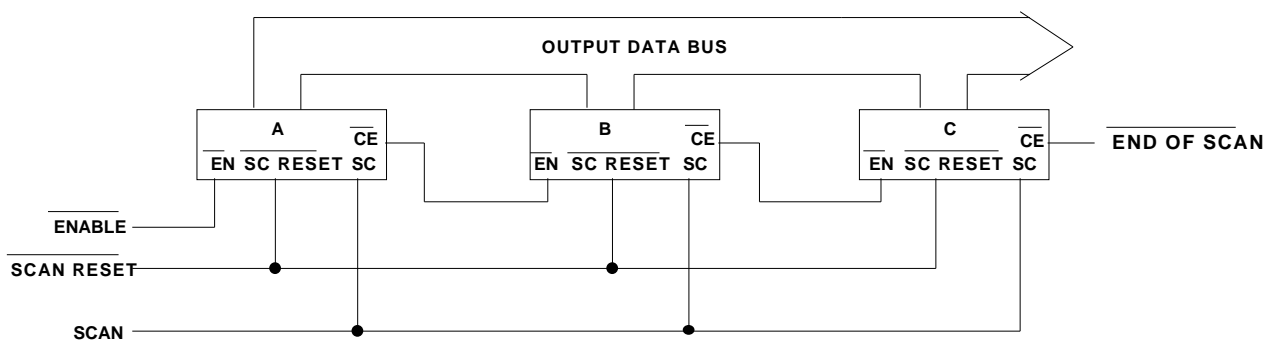 OUTPUT DATA BUS
A
CE
EN SC RESET SC
B
CE
EN SC RESET SC
C
CE
EN SC RESET SC
END OF SCAN
ENABLE
SCAN RESET
SCAN